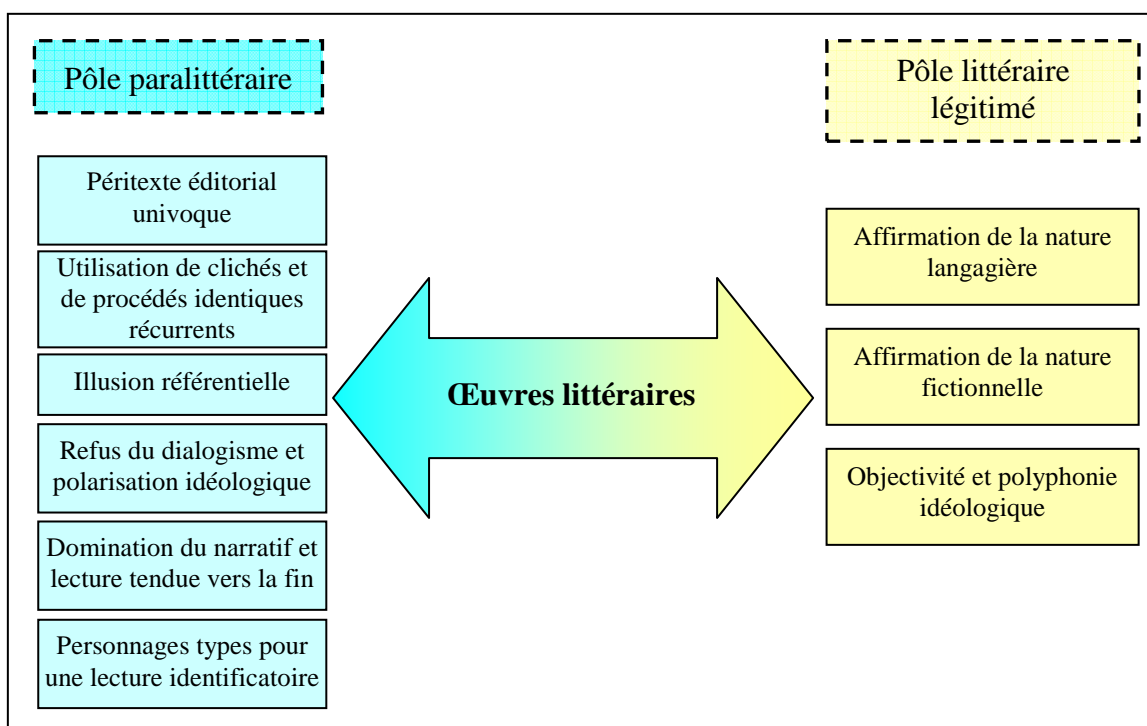 Pôle paralittéraire
Péritexte éditorial
univoque
Utilisation de clichés et
de procédés identiques
récurrents
Illusion référentielle
Refus du dialogisme et
polarisation idéologique
Domination du narratif et
lecture tendue vers la fin
Personnages types pour
une lecture identificatoire
Œuvres littéraires
Pôle littéraire
légitimé
Affirmation de la nature
langagière
Affirmation de la nature
fictionnelle
Objectivité et polyphonie
idéologique